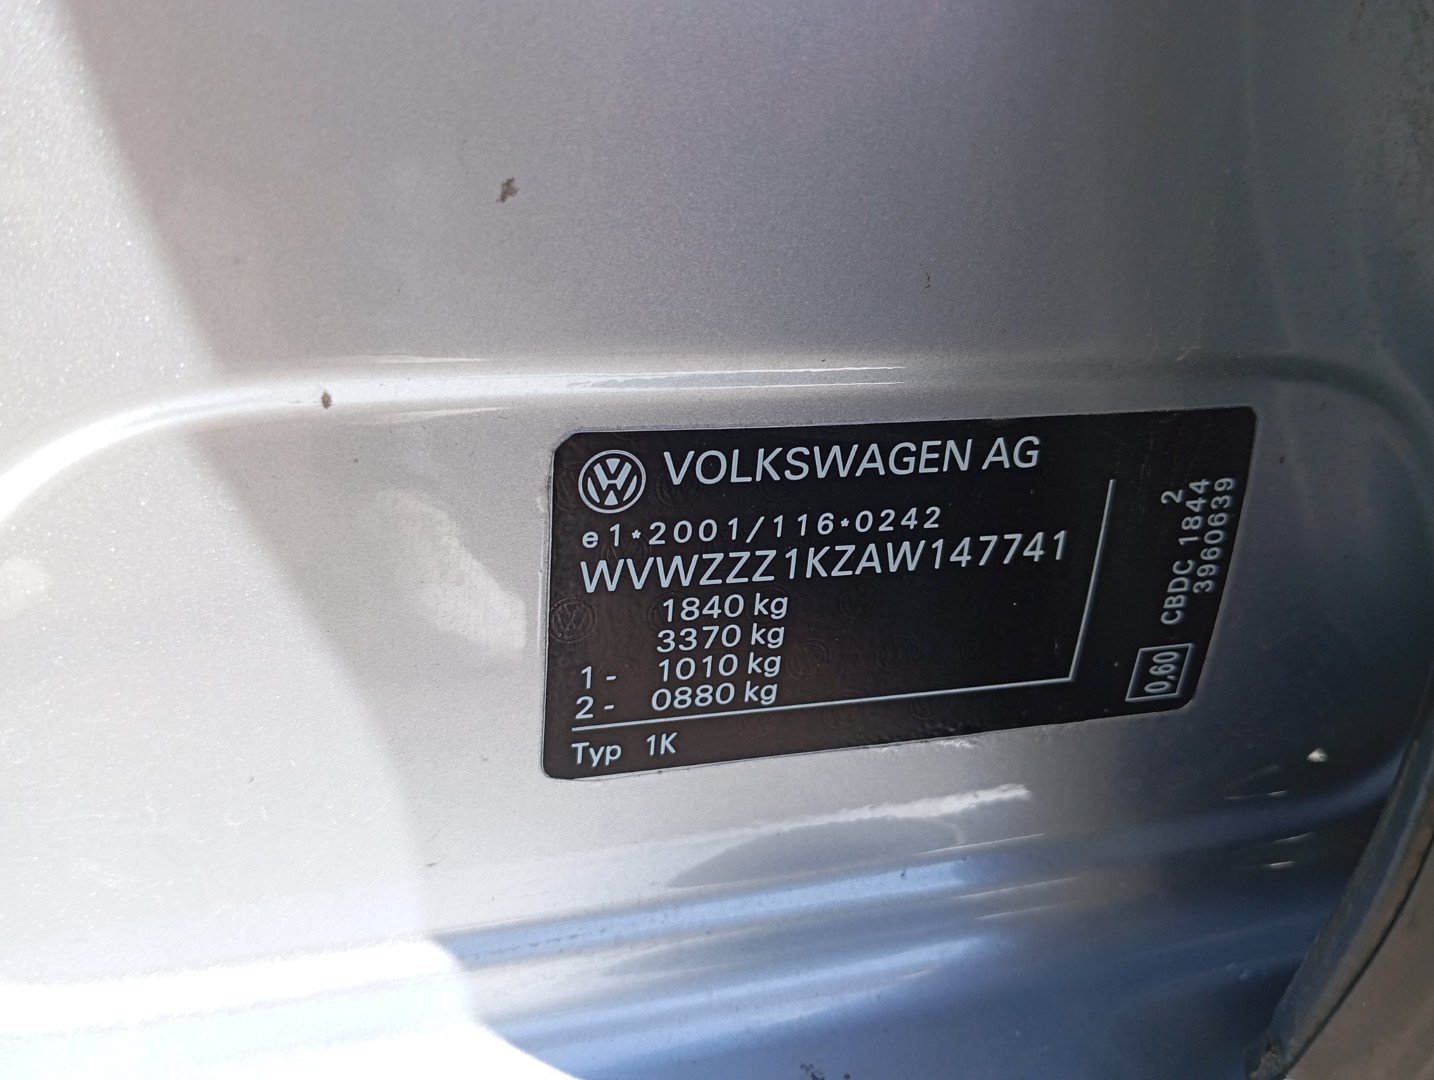 VOLKSWAGEN AG
e1*2001/116*0242
WVWZZZ1KZAW147741
1840 kg
3370 kg
1- 1010 kg
2- 0880 kg
Typ 1K
2
CBDC 1844
3960639
0,60